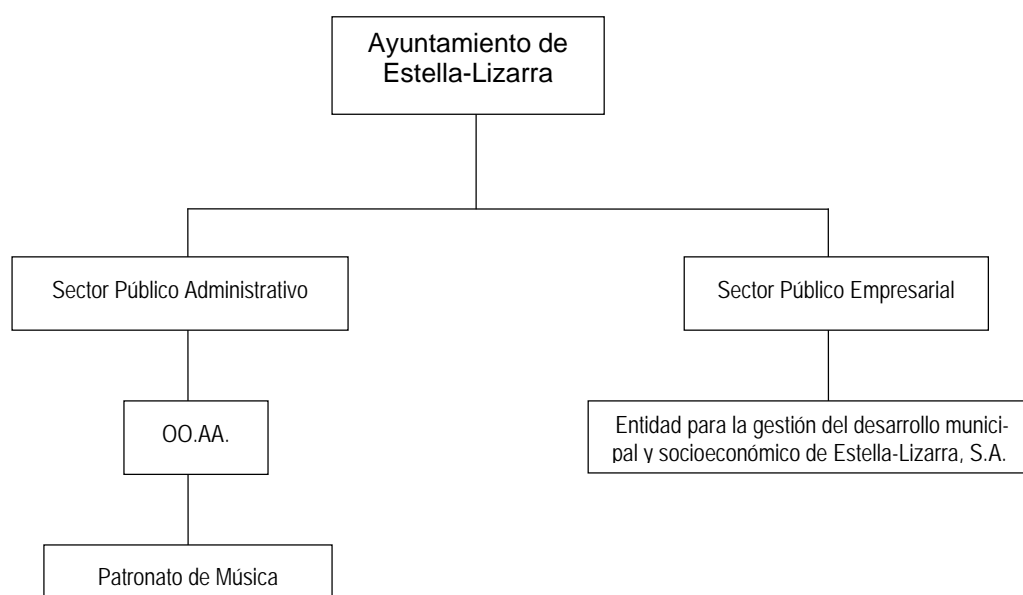 Ayuntamiento de
Estella-Lizarra
Sector Público Administrativo
Sector Público Empresarial
OO.AA.
Entidad para la gestión del desarrollo munici-
pal y socioeconómico de Estella-Lizarra, S.A.
Patronato de Música